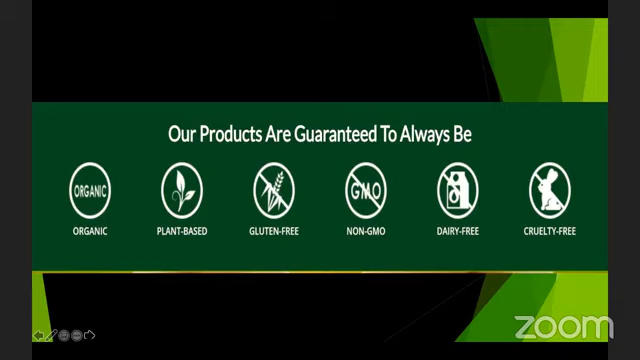 Our Products Are Guaranteed To Always Be
ORGANIC
GMO
ORGANIC
PLANT-BASED
GLUTEN-FREE
NON-GMO
DAIRY-FREE
CRUELTY-FREE
zoom